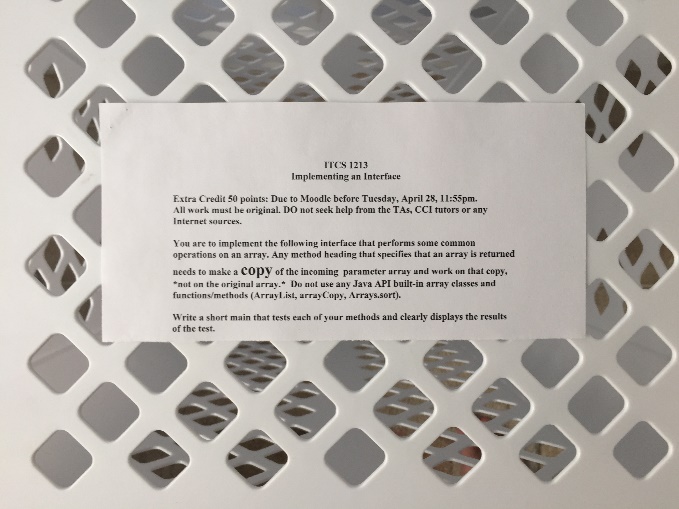 ITCS 1213
Implementing an Interface
Extra Credit 50 points: Due to Moodle before Tuesday, April 28, 11:55pm.
All work must be original. DO not seek help from the TAs, CCI tutors or any
Internet sources.
You are to implement the following interface that performs some common
operations on an array. Any method heading that specifies that an array is returned
needs to make a copy of the incoming parameter array and work on that copy,
*not on the original array.* Do not use any Java API built-in array classes and
functions/methods (ArrayList, arrayCopy, Arrays.sort).
Write a short main that tests each of your methods and clearly displays the results
of the test.